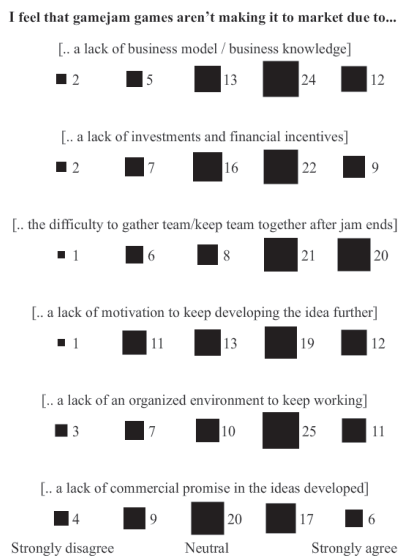 I feel that gamejam games aren't making it to market due to...
[.. a lack of business model / business knowledge]
2 5 13 24 12
[.. a lack of investments and financial incentives]
2 7 16 22 9
[.. the difficulty to gather team/keep team together after jam ends]
1 6 8 21 20
[.. a lack of motivation to keep developing the idea further]
1 11 13 19 12
[.. a lack of an organized environment to keep working]
3 7 10 25 11
[.. a lack of commercial promise in the ideas developed]
4 9 20 17 6
Strongly disagree Neutral Strongly agree